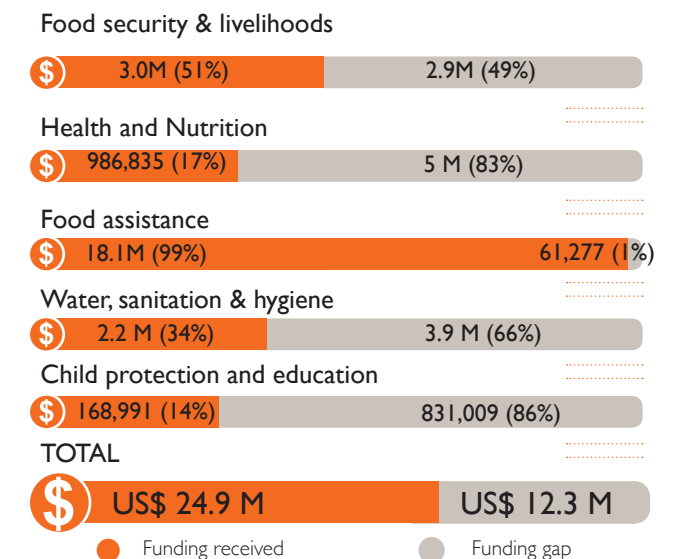 Food security & livelihoods
$ 3.0M (51%) 2.9M (49%)
Health and Nutrition
$ 986,835 (17%) 5 M (83%)
Food assistance
$ 18.1M (99%) 61,277 (1%)
Water, sanitation & hygiene
$ 2.2 M (34%) 3.9 M (66%)
Child protection and education
$ 168,991 (14%) 831,009 (86%)
TOTAL
$ US$ 24.9 M US$ 12.3 M
Funding received Funding gap